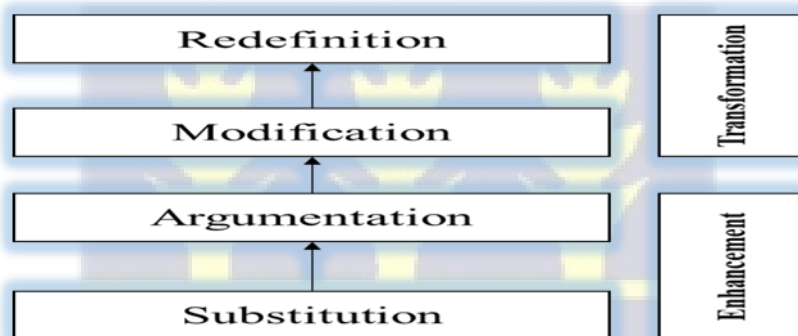 Redefinition
Transformation
Modification
Argumentation
Enhancement
Substitution